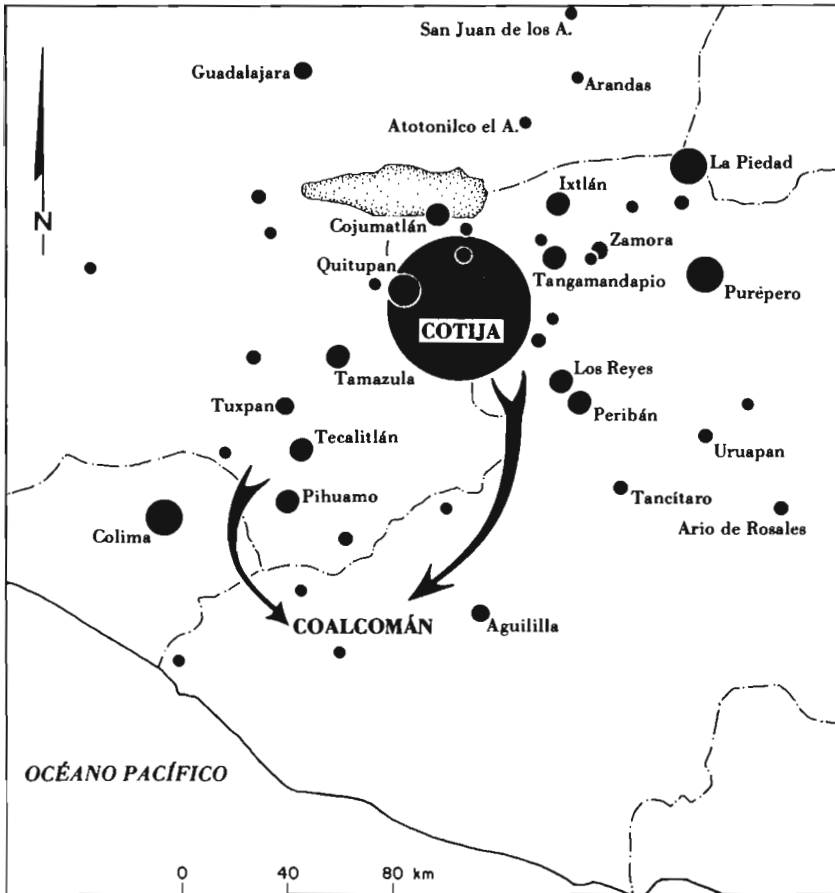 San Juan de los A.
Guadalajara
Arandas
Atotonilco el A.
La Piedad
Ixtlán
N
Cojumatlán
Zamora
Quitupan
Tangamandapio
Purépero
COTIJA
Los Reyes
Tamazula
Peribán
Tuxpan
Tecalitlán
Uruapan
Pihuamo
Tancítaro
Colima
Ario de Rosales
COALCOMÁN
Aguililla
OCÉANO PACÍFICO
0 40 80 km